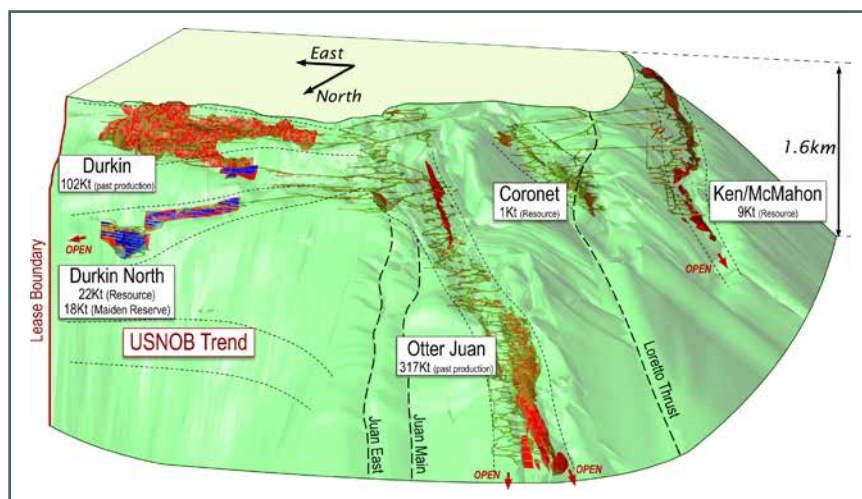 East
North
1.6km
Durkin
102Kt (past production)
Coronet
1Kt (Resource)
Ken/McMahon
9Kt (Resource)
OPEN
OPEN
Durkin North
22Kt (Resource)
18Kt (Maiden Reserve)
Lease Boundary
USNOB Trend
Otter Juan
317Kt (past production)
Loretto Thrust
Juan East
Juan Main
OPEN
OPEN